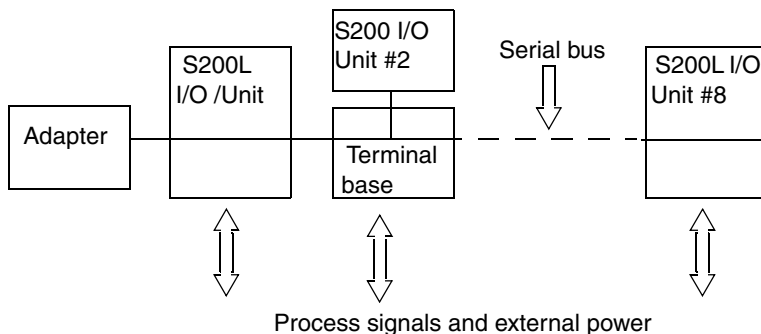 Adapter
S200L
I/O /Unit
S200 I/O
Unit #2
Terminal
base
Serial bus
S200L I/O
Unit #8
Process signals and external power